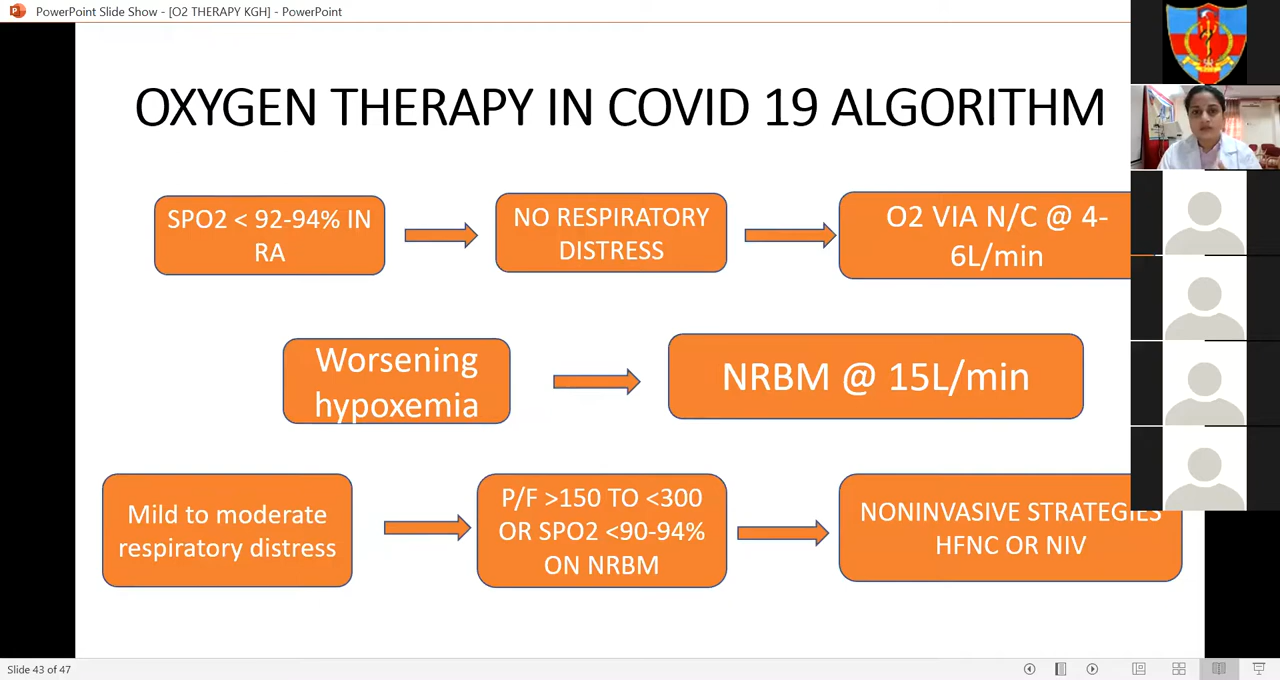 PowerPoint Slide Show - [O2 THERAPY KGH] - PowerPoint
OXYGEN THERAPY IN COVID 19 ALGORITHM
SPO2 < 92-94% IN
RA
NO RESPIRATORY
DISTRESS
O2 VIA N/C @ 4-
6L/min
Worsening
hypoxemia
NRBM @ 15L/min
Mild to moderate
respiratory distress
P/F >150 TO <300
OR SPO2 <90-94%
ON NRBM
NONINVASIVE STRATEGIES
HFNC OR NIV
Slide 43 of 47